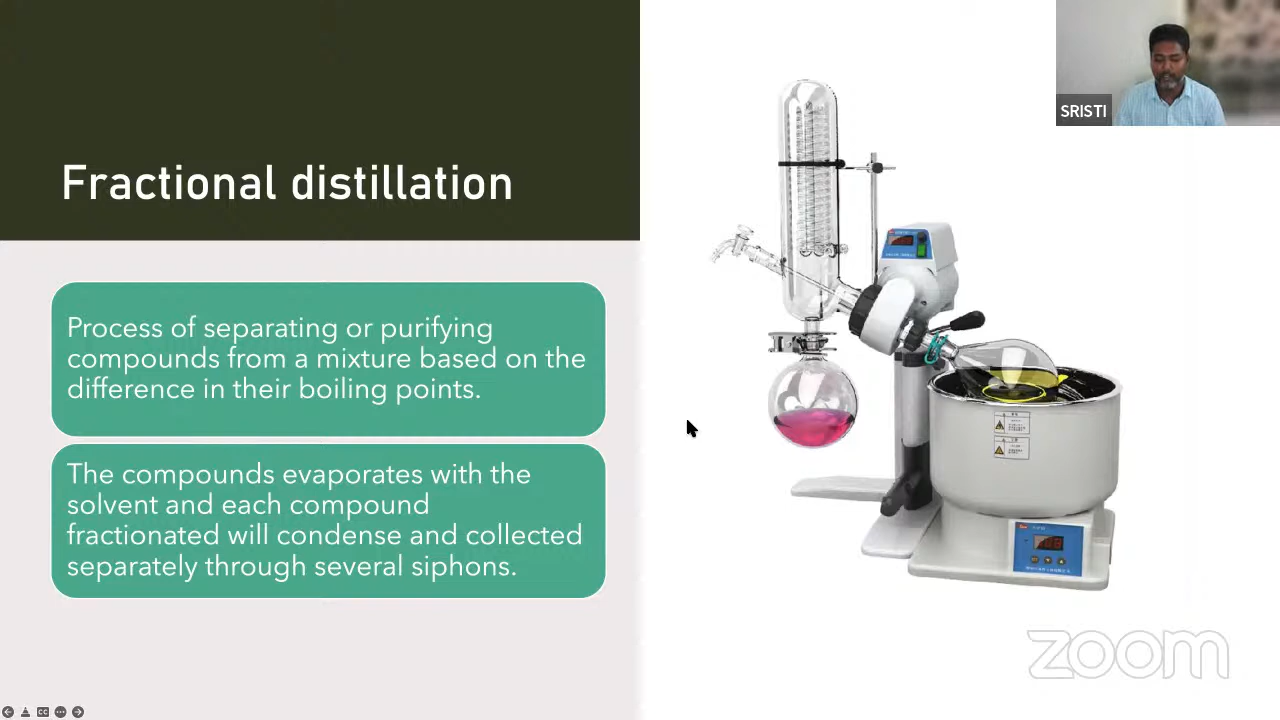 SRISTI
Fractional distillation
Process of separating or purifying
compounds from a mixture based on the
difference in their boiling points.
The compounds evaporates with the
solvent and each compound
fractionated will condense and collected
separately through several siphons.
zoom